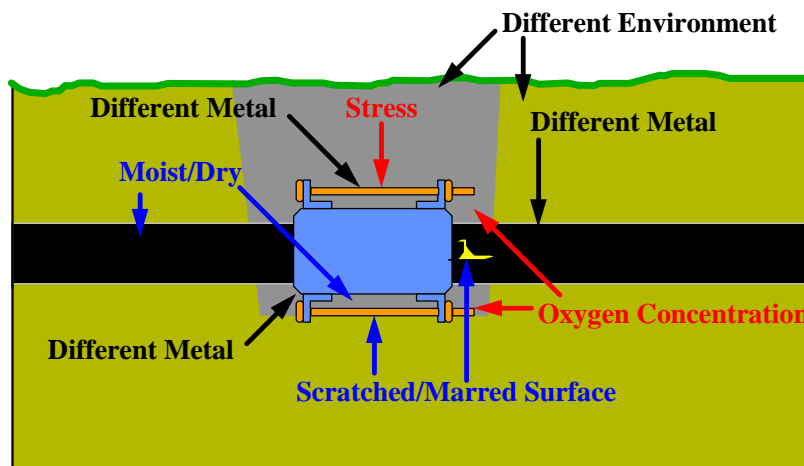 Different Environment
Different Metal
Stress
Different Metal
Moist/Dry
Oxygen Concentration
Different Metal
Scratched/Marred Surface